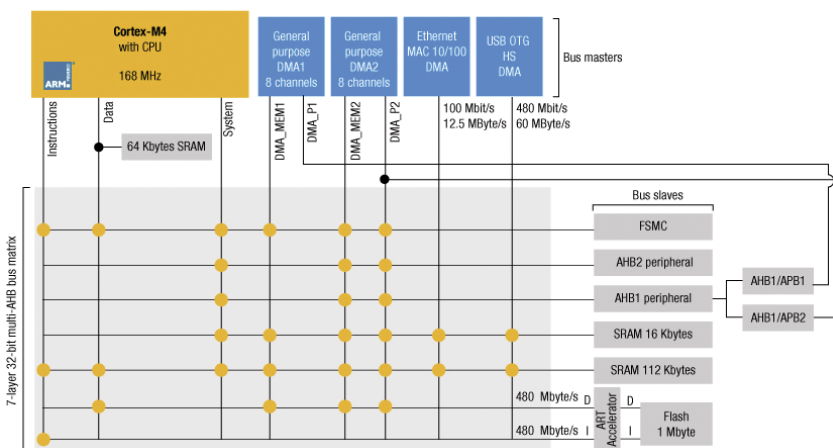 Cortex-M4
with CPU
168 MHz
ARM
General
purpose
DMA1
8 channels
General
purpose
DMA2
8 channels
Ethernet
MAC 10/100
DMA
USB OTG
HS
DMA
Bus masters
Instructions
Data
System
DMA_MEM1
DMA_P1
DMA_MEM2
DMA_P2
100 Mbit/s
12.5 MByte/s
480 Mbit/s
60 MByte/s
64 Kbytes SRAM
7-layer 32-bit multi-AHB bus matrix
Bus slaves
FSMC
AHB2 peripheral
AHB1 peripheral
AHB1/APB1
AHB1/APB2
SRAM 16 Kbytes
SRAM 112 Kbytes
480 Mbyte/s D
480 Mbyte/s I
ART
Accelerator
D
I
Flash
1 Mbyte